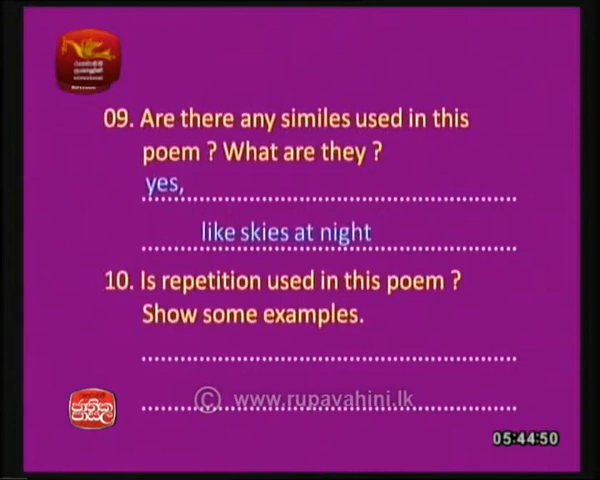 09. Are there any similes used in this
poem ? What are they ?
yes,
like skies at night
10. Is repetition used in this poem ?
Show some examples.
© www.rupavahini.lk
05:44:50